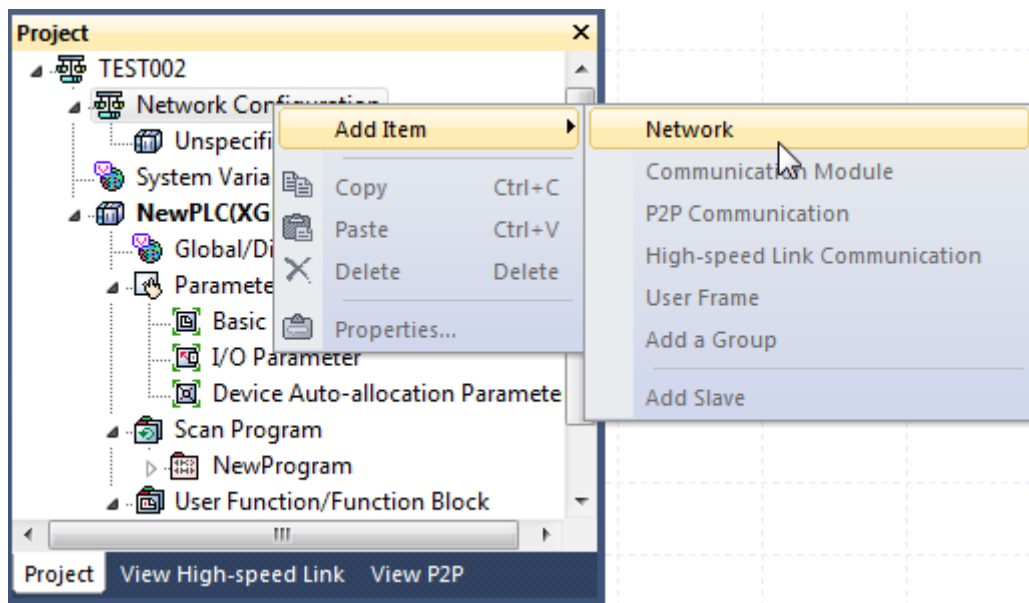 Project
TEST002
Network Configuration
Unspecifi
System Varia
NewPLC(XG
Global/Di
Paramete
Basic
I/O Parameter
Device Auto-allocation Paramete
Scan Program
NewProgram
User Function/Function Block
Project View High-speed Link View P2P
Add Item
Copy Ctrl+C
Paste Ctrl+V
Delete Delete
Properties...
Network
Communication Module
P2P Communication
High-speed Link Communication
User Frame
Add a Group
Add Slave